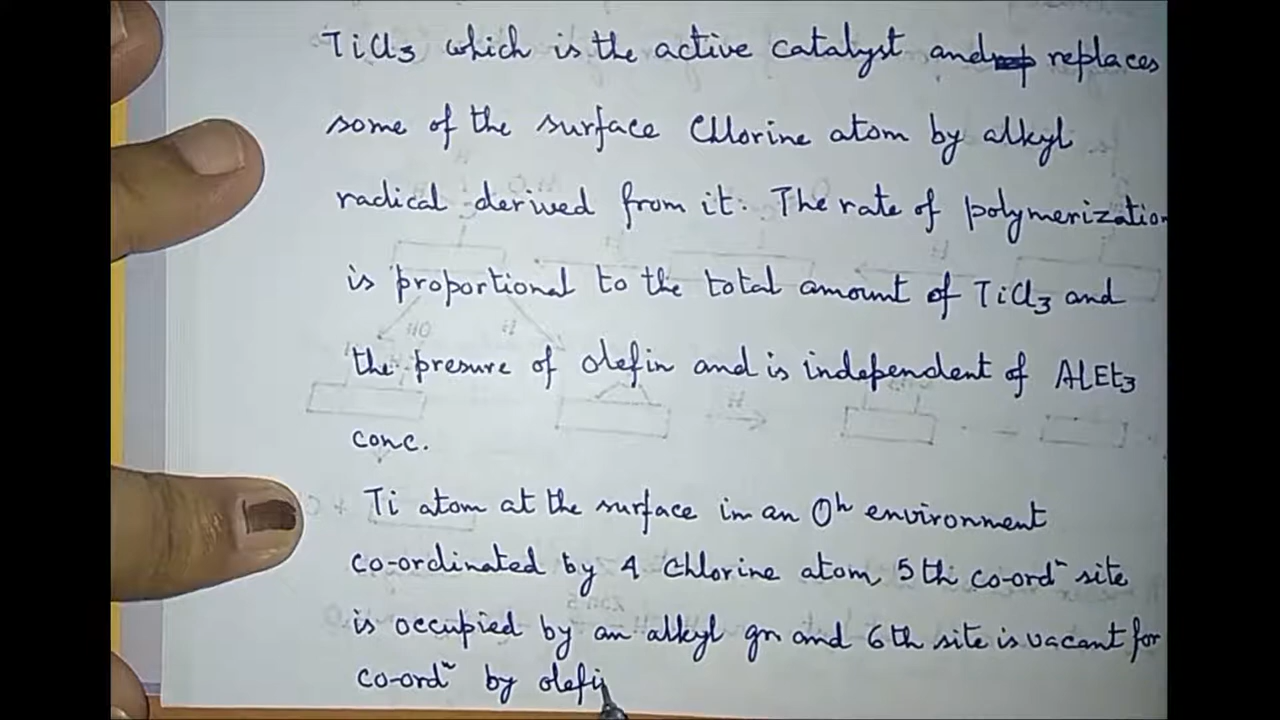 TiCl3 which is the active catalyst and replaces
some of the surface Chlorine atom by alkyl
radical derived from it. The rate of polymerization
is proportional to the total amount of TiCl3 and
the presure of olefin and is independent of AlEt3
conc.
Ti atom at the surface in an Oh environment
co-ordinated by 4 Chlorine atom, 5th co-ordn site
is occupied by an alkyl gr and 6th site is vacant for
co-ordn by olefi